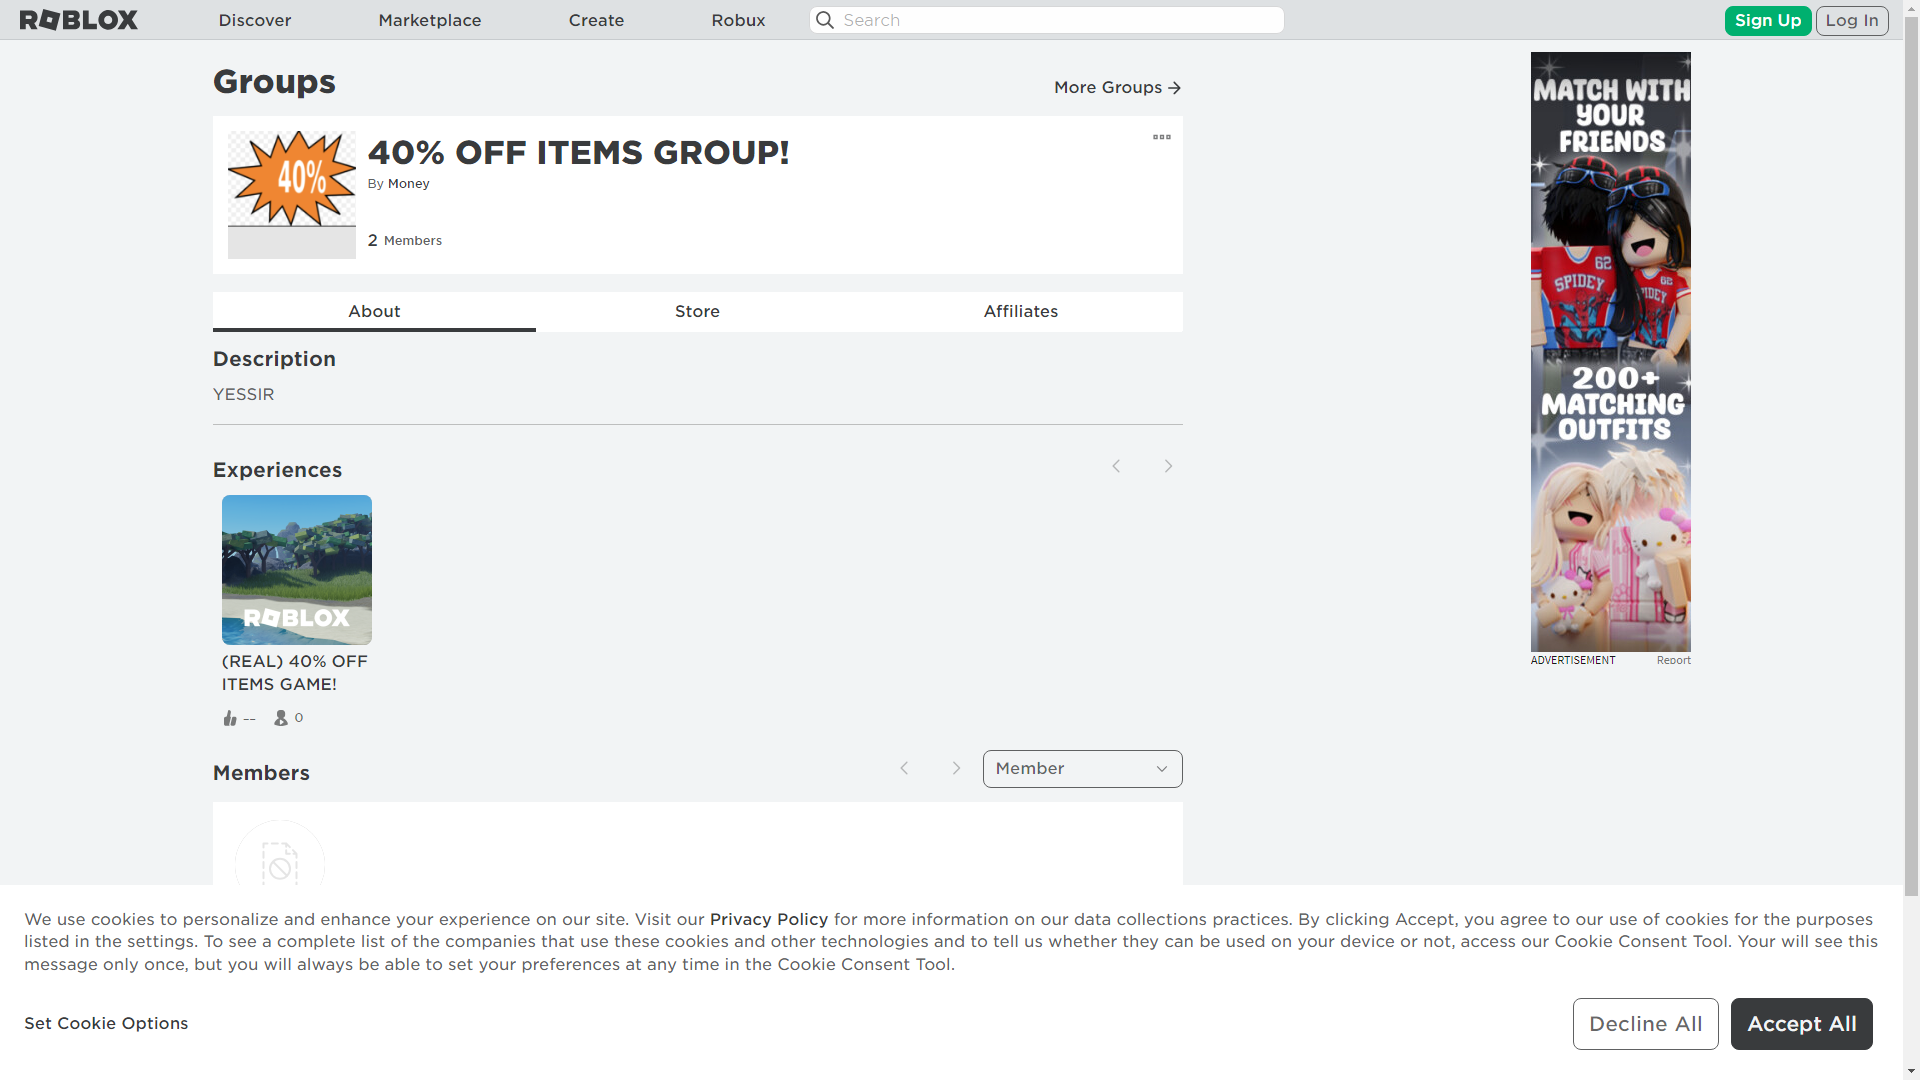 ROBLOX
Discover
Marketplace
Create
Robux
Search
Sign Up
Log In
Groups
More Groups
40%
40% OFF ITEMS GROUP!
By Money
2 Members
About
Store
Affiliates
Description
YESSIR
Experiences
ROBLOX
(REAL) 40% OFF
ITEMS GAME!
--
0
Members
Member
MATCH WITH
YOUR
FRIENDS
62
SPIDEY
62
200+
MATCHING
OUTFITS
ADVERTISEMENT
Report
We use cookies to personalize and enhance your experience on our site. Visit our Privacy Policy for more information on our data collections practices. By clicking Accept, you agree to our use of cookies for the purposes
listed in the settings. To see a complete list of the companies that use these cookies and other technologies and to tell us whether they can be used on your device or not, access our Cookie Consent Tool. Your will see this
message only once, but you will always be able to set your preferences at any time in the Cookie Consent Tool.
Set Cookie Options
Decline All
Accept All